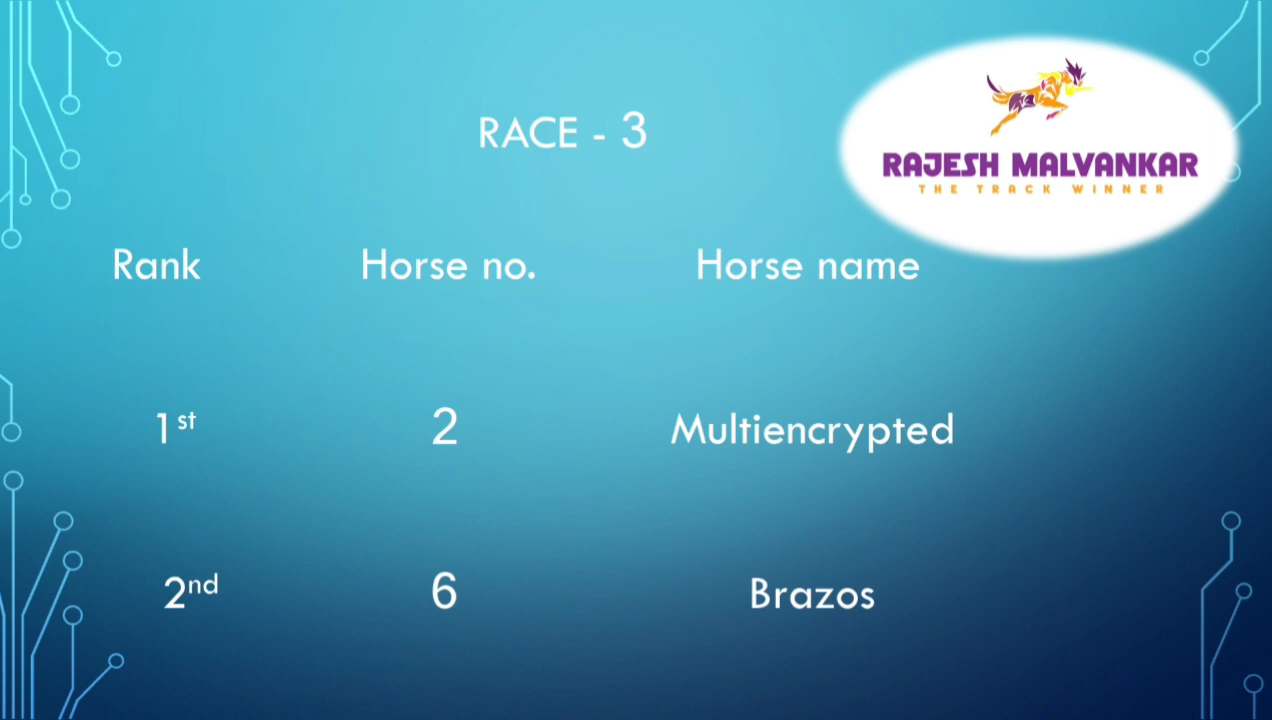 RACE - 3
RAJESH MALVANKAR
THE TRACK WINNER
Rank Horse no. Horse name
1st 2 Multiencrypted
2nd 6 Brazos